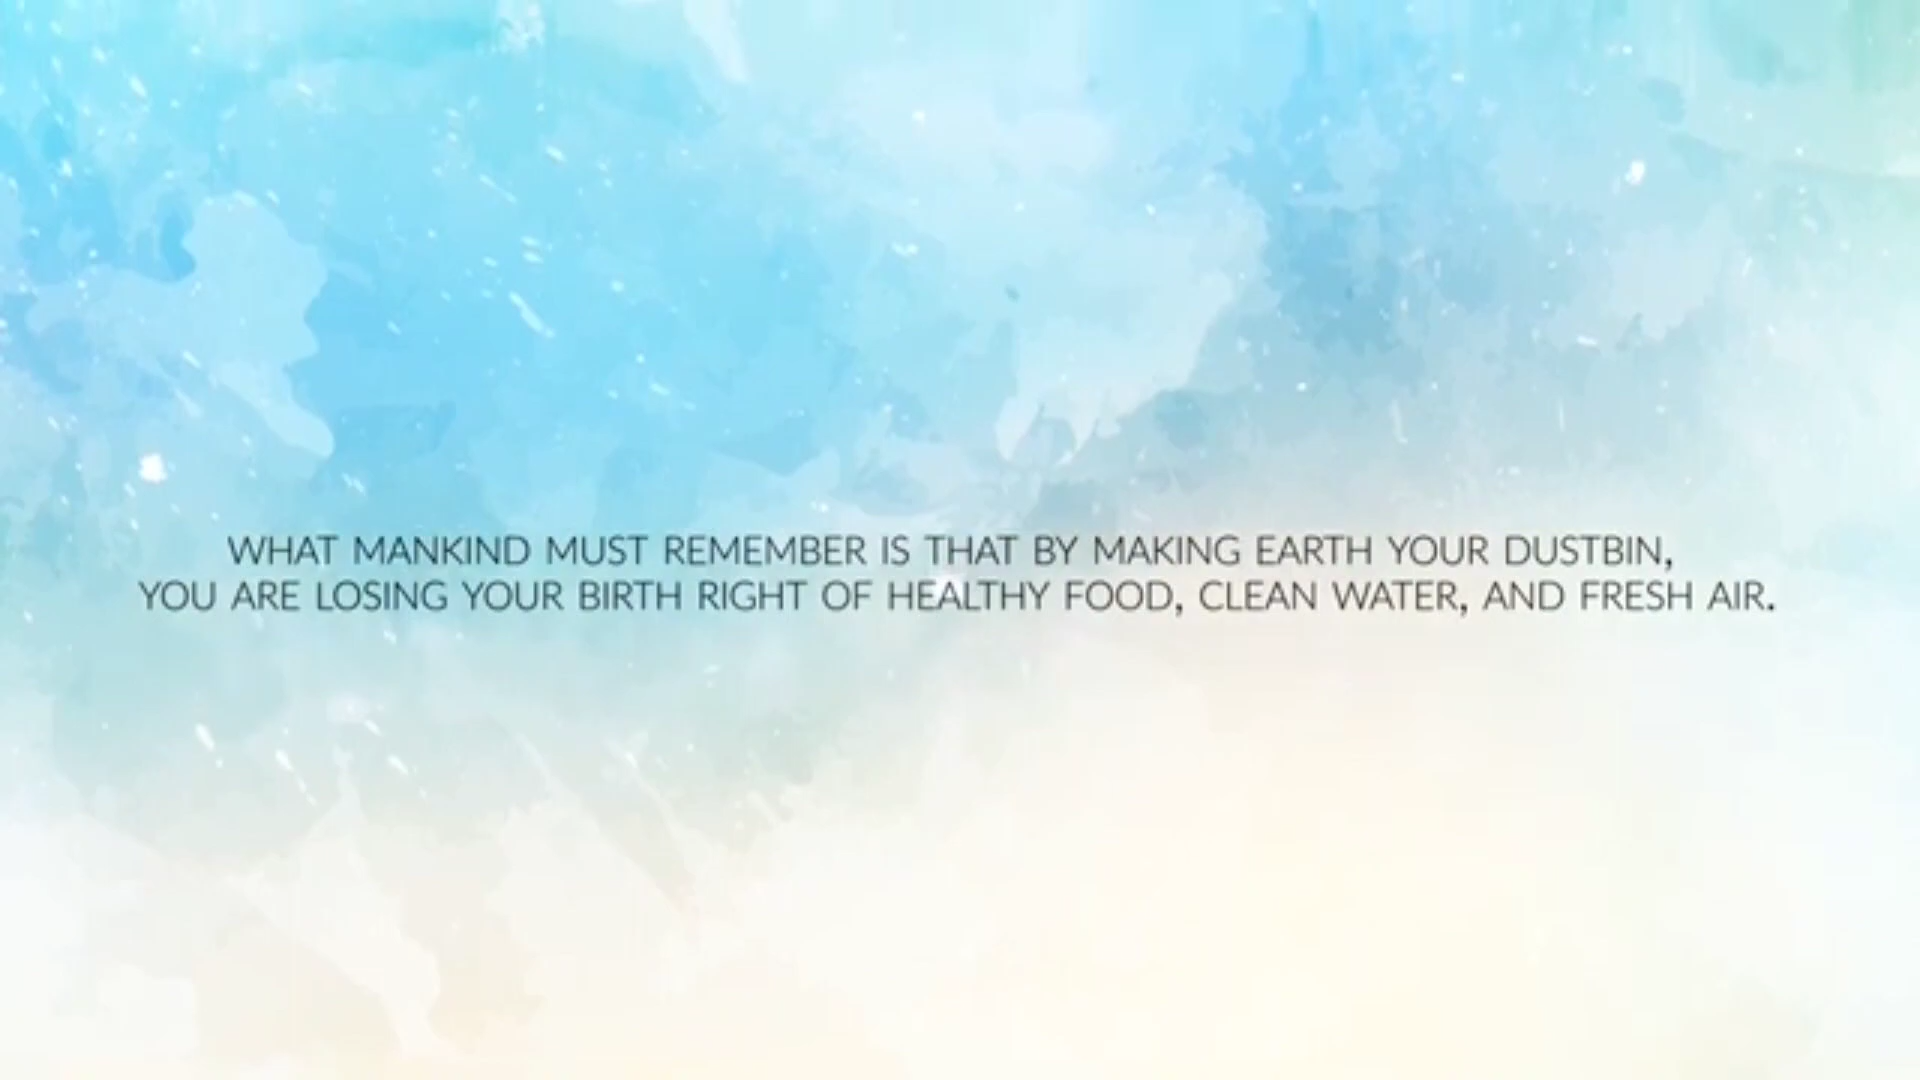 WHAT MANKIND MUST REMEMBER IS THAT BY MAKING EARTH YOUR DUSTBIN,
YOU ARE LOSING YOUR BIRTH RIGHT OF HEALTHY FOOD, CLEAN WATER, AND FRESH AIR.